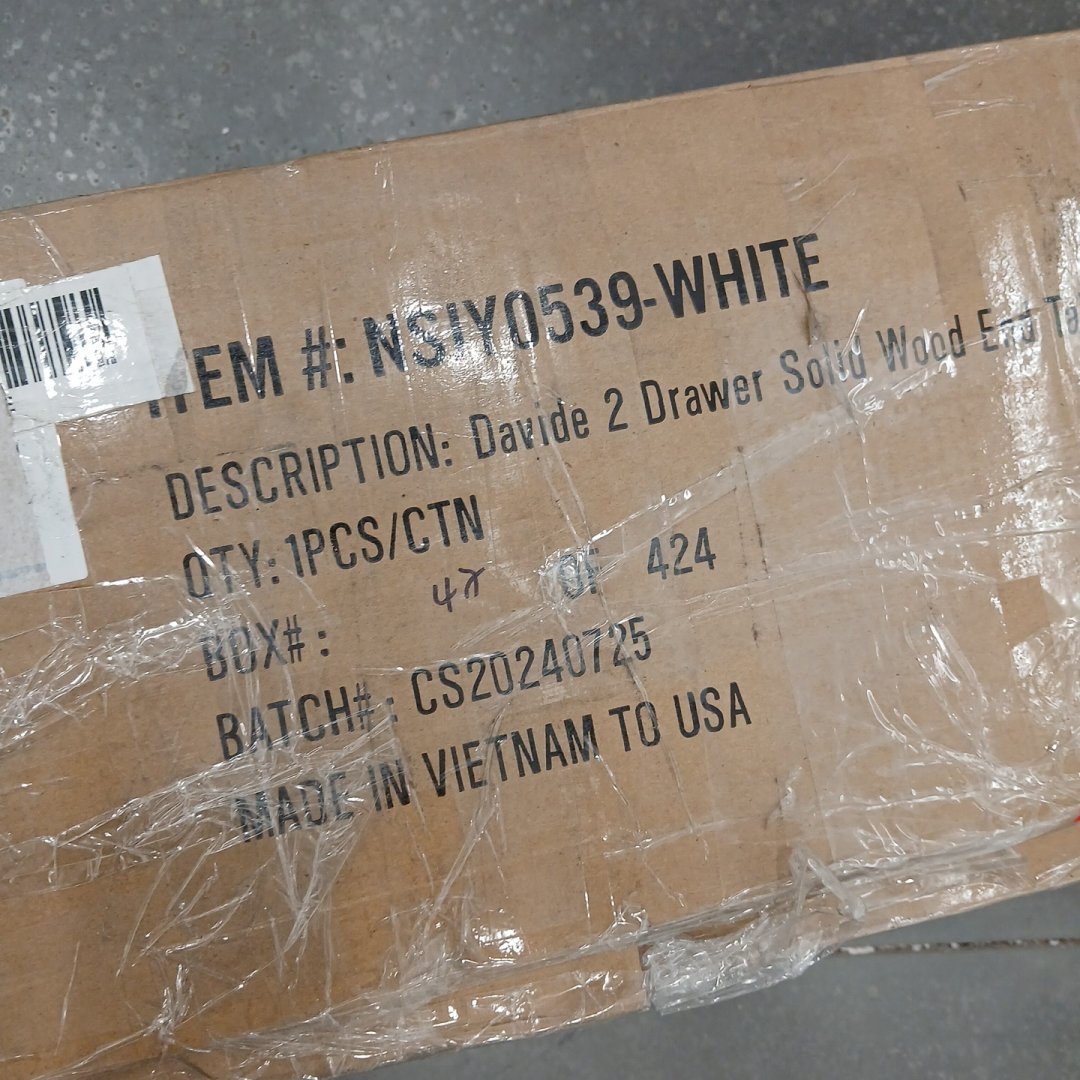 ITEM #: NSIY0539-WHITE
DESCRIPTION: Davide 2 Drawer Solid Wood End Ta
QTY: 1PCS/CTN
BOX# : OF 424
BATCH# : CS20240725
MADE IN VIETNAM TO USA